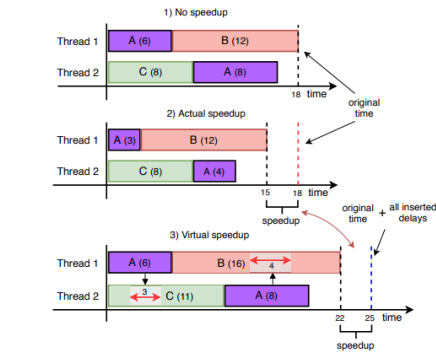 1) No speedup
Thread 1 A (6) B (12)
Thread 2 C (8) A (8)
18 time
original
time
2) Actual speedup
Thread 1 A (3) B (12)
Thread 2 C (8) A (4)
15 18 time
speedup
original + all inserted
time delays
3) Virtual speedup
Thread 1 A (6) B (16) 4
Thread 2 3 C (11) A (8)
22 25 time
speedup